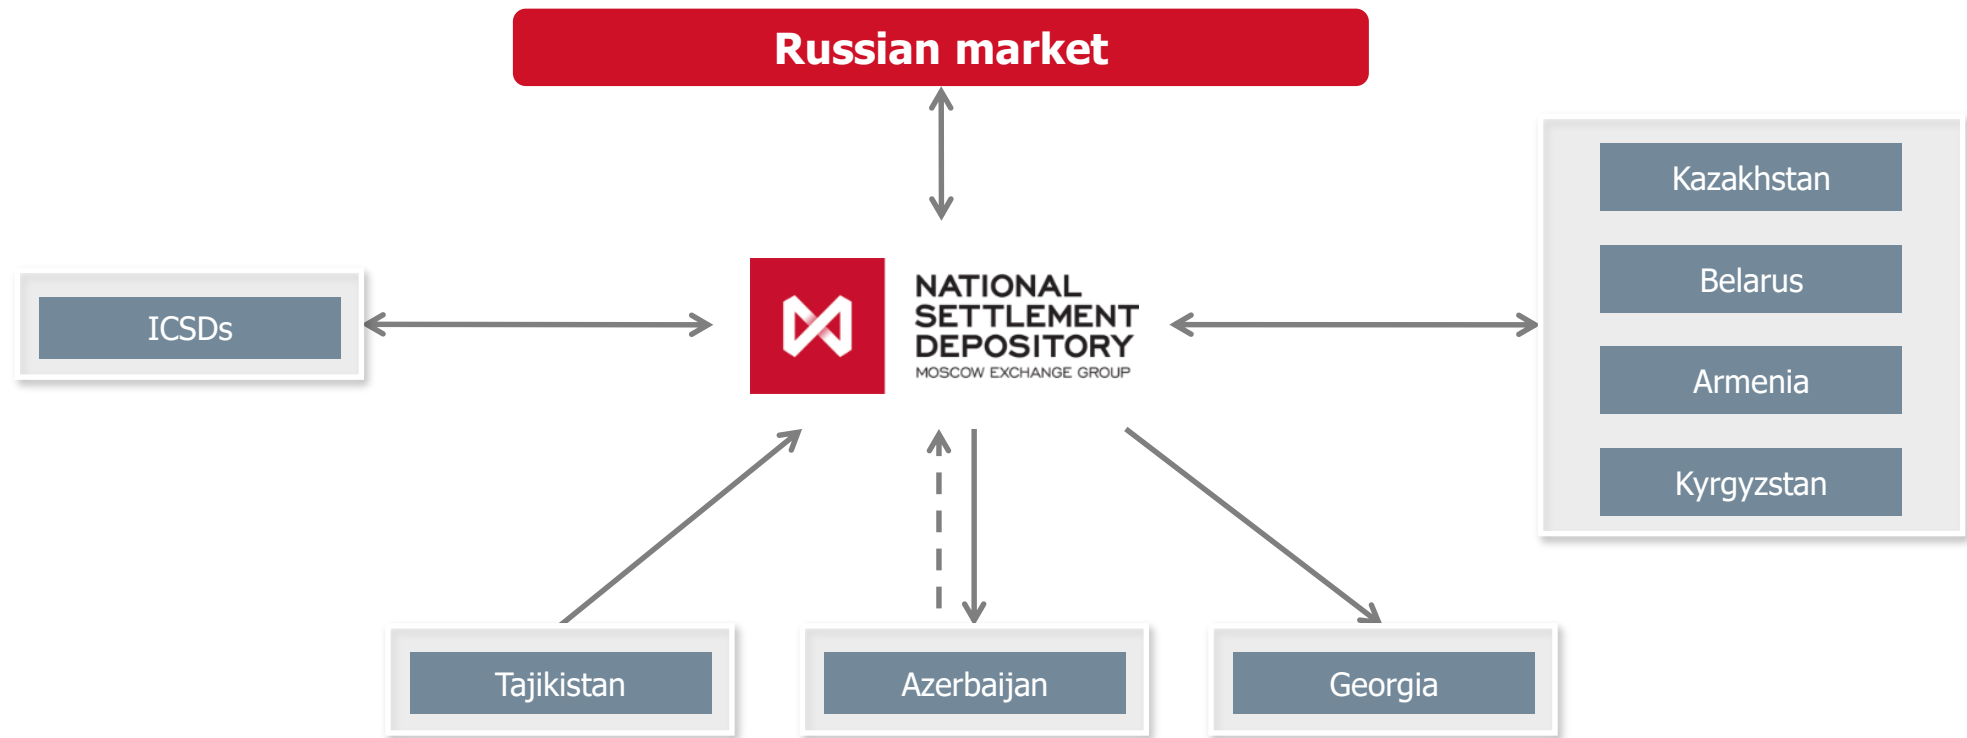 Russian market
Kazakhstan
Belarus
Armenia
Kyrgyzstan
ICSDs
NATIONAL
SETTLEMENT
DEPOSITORY
MOSCOW EXCHANGE GROUP
Tajikistan
Azerbaijan
Georgia